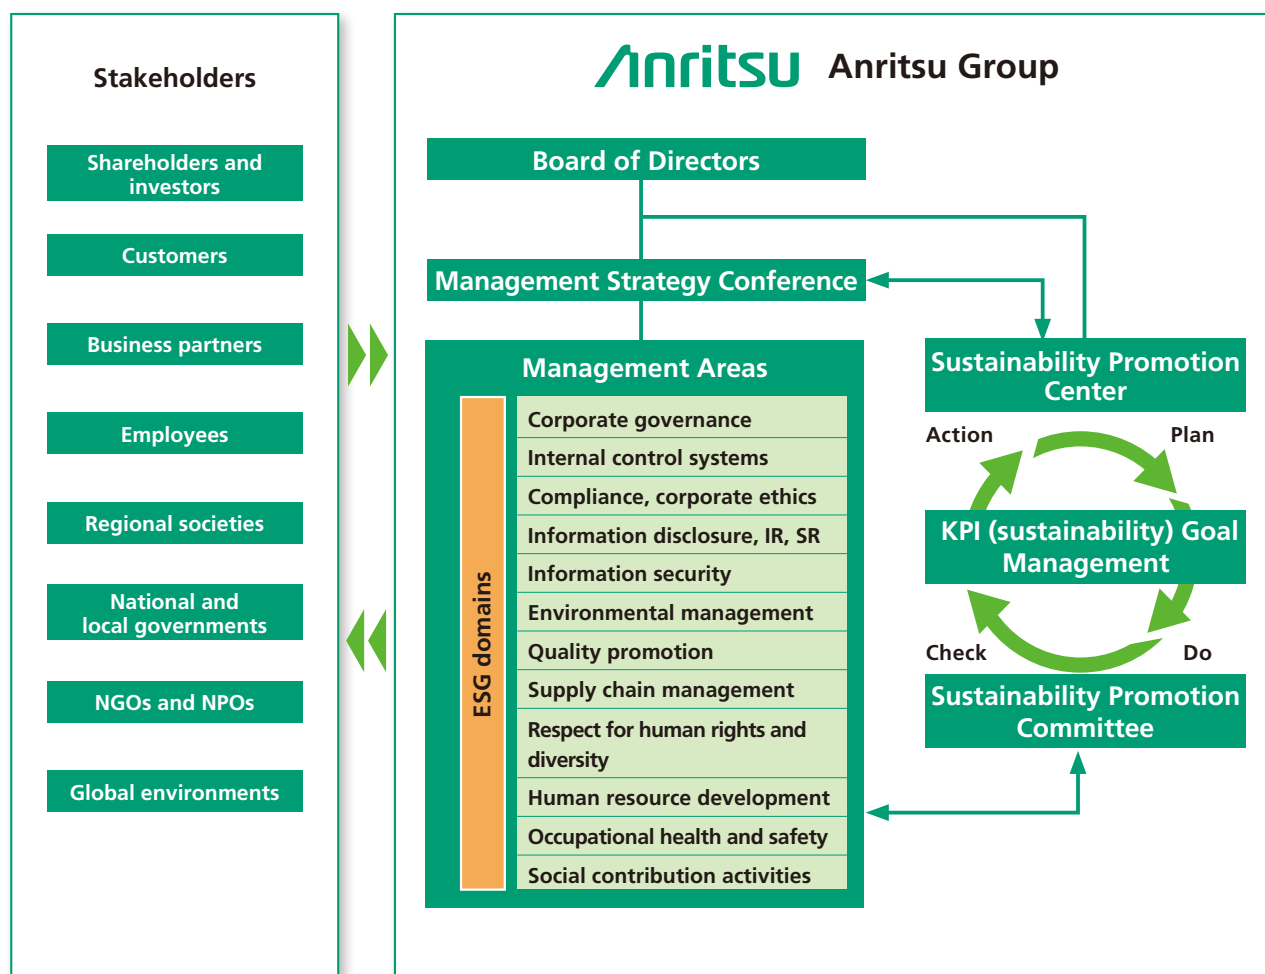 Stakeholders
Shareholders and
investors
Customers
Business partners
Employees
Regional societies
National and
local governments
NGOs and NPOs
Global environments
Anritsu Anritsu Group
Board of Directors
Management Strategy Conference
Management Areas
ESG domains
Corporate governance
Internal control systems
Compliance, corporate ethics
Information disclosure, IR, SR
Information security
Environmental management
Quality promotion
Supply chain management
Respect for human rights and
diversity
Human resource development
Occupational health and safety
Social contribution activities
Sustainability Promotion
Center
Action Plan
KPI (sustainability) Goal
Management
Check Do
Sustainability Promotion
Committee